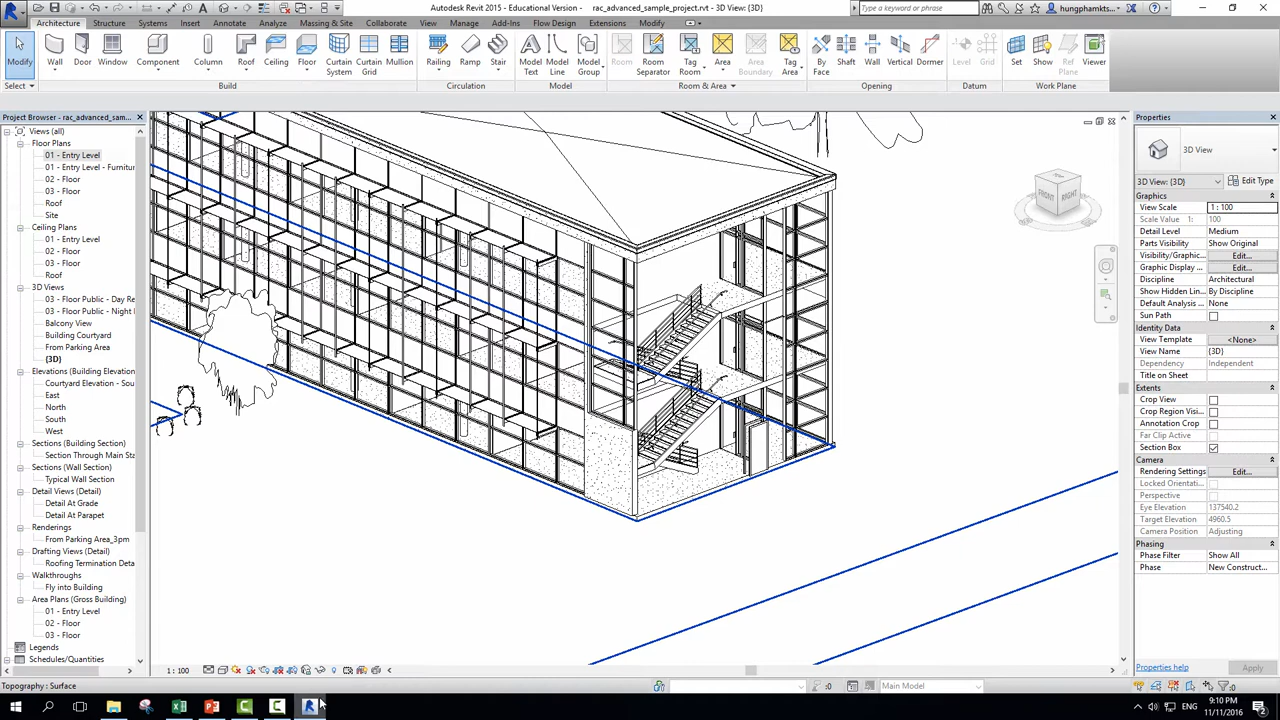 Autodesk Revit 2015 - Educational Version - rac_advanced_sample_project.rvt - 3D View: {3D}
Type a keyword or phrase
hungphamkts...
Architecture Structure Systems Insert Annotate Analyze Massing & Site Collaborate View Manage Add-Ins Flow Design Extensions Modify
Modify Wall Door Window Component Column Roof Ceiling Floor Curtain System Curtain Grid Mullion Railing Ramp Stair Model Text Model Line Model Group Room Room Separator Tag Room Area Area Boundary Tag Area By Face Shaft Wall Vertical Dormer Level Grid Set Show Ref Plane Viewer
Select Build Circulation Model Room & Area Opening Datum Work Plane
Project Browser - rac_advanced_sam...
Views (all)
Floor Plans
01 - Entry Level
01 - Entry Level - Furnitu
02 - Floor
03 - Floor
Roof
Site
Ceiling Plans
01 - Entry Level
02 - Floor
03 - Floor
Roof
3D Views
03 - Floor Public - Day Re
03 - Floor Public - Night I
Balcony View
Building Courtyard
From Parking Area
{3D}
Elevations (Building Elevation)
Courtyard Elevation - Sou
East
North
South
West
Sections (Building Section)
Section Through Main Sta
Sections (Wall Section)
Typical Wall Section
Detail Views (Detail)
Detail At Grade
Detail At Parapet
Renderings
From Parking Area_3pm
Drafting Views (Detail)
Roofing Termination Deta
Walkthroughs
Fly into Building
Area Plans (Gross Building)
01 - Entry Level
02 - Floor
03 - Floor
Legends
Schedules/Quantities
FRONT RIGHT
Properties
3D View
3D View: {3D} Edit Type
Graphics
View Scale 1 : 100
Scale Value 1: 100
Detail Level Medium
Parts Visibility Show Original
Visibility/Graphic... Edit...
Graphic Display ... Edit...
Discipline Architectural
Show Hidden Lin... By Discipline
Default Analysis ... None
Sun Path
Identity Data
View Template <None>
View Name {3D}
Dependency Independent
Title on Sheet
Extents
Crop View
Crop Region Visi...
Annotation Crop
Far Clip Active
Section Box
Camera
Rendering Settings Edit...
Locked Orientati...
Perspective
Eye Elevation 137540.2
Target Elevation 4960.5
Camera Position Adjusting
Phasing
Phase Filter Show All
Phase New Construct...
Properties help Apply
1 : 100
Topography : Surface
:0 Main Model :0
ENG 9:10 PM
11/11/2016